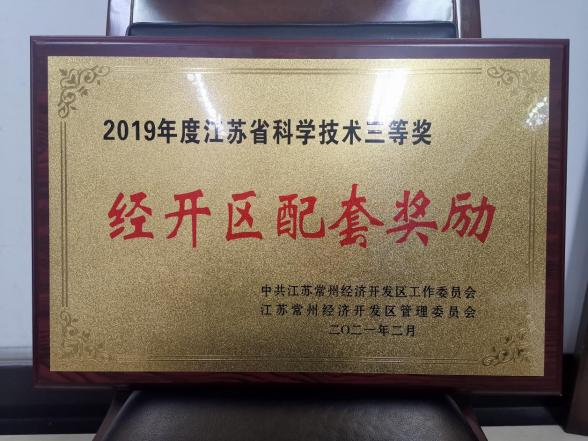 2019年度江苏省科学技术三等奖
经开区配套奖励
中共江苏常州经济开发区工作委员会
江苏常州经济开发区管理委员会
二〇二一年二月